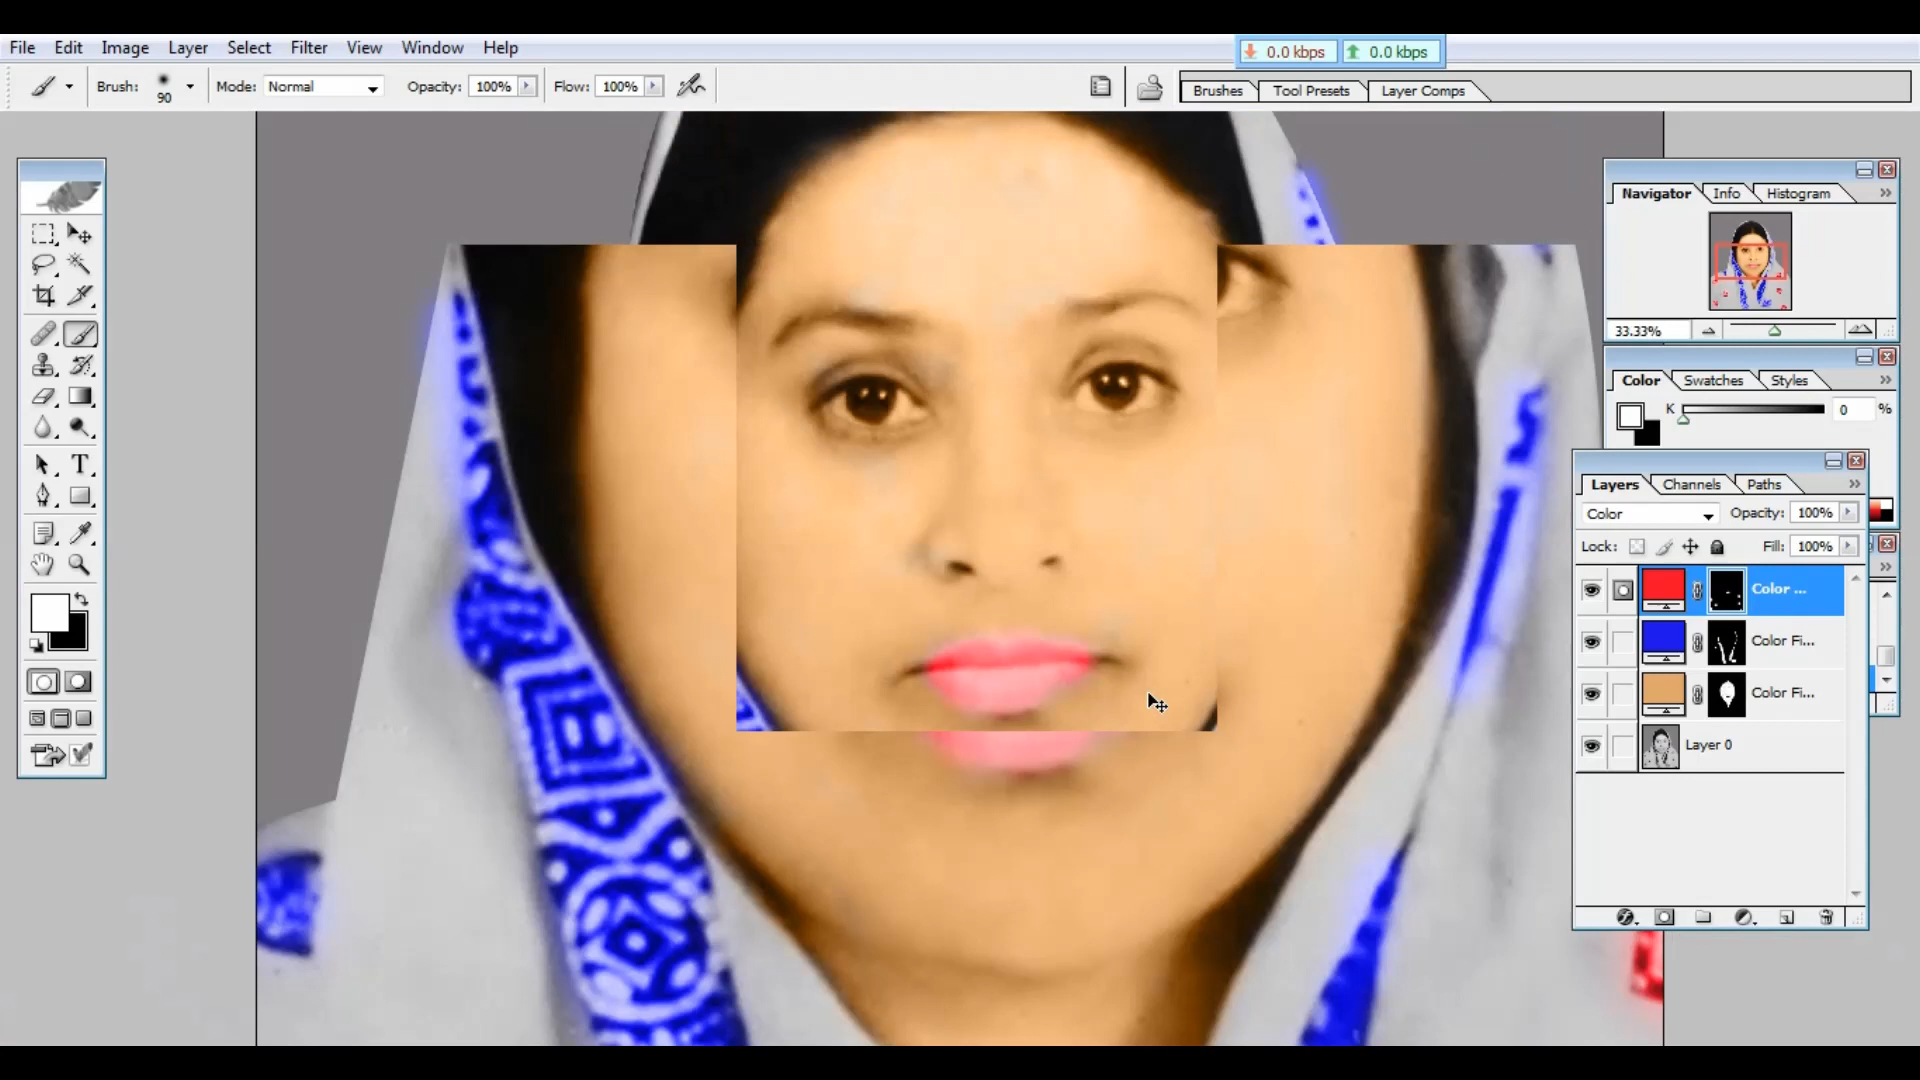 File Edit Image Layer Select Filter View Window Help
0.0 kbps 0.0 kbps
Brush: 90 Mode: Normal Opacity: 100% Flow: 100% Brushes Tool Presets Layer Comps
Navigator Info Histogram
33.33%
Color Swatches Styles
K 0 %
Layers Channels Paths
Color Opacity: 100%
Lock: Fill: 100%
Color ...
Color Fi...
Color Fi...
Layer 0
T